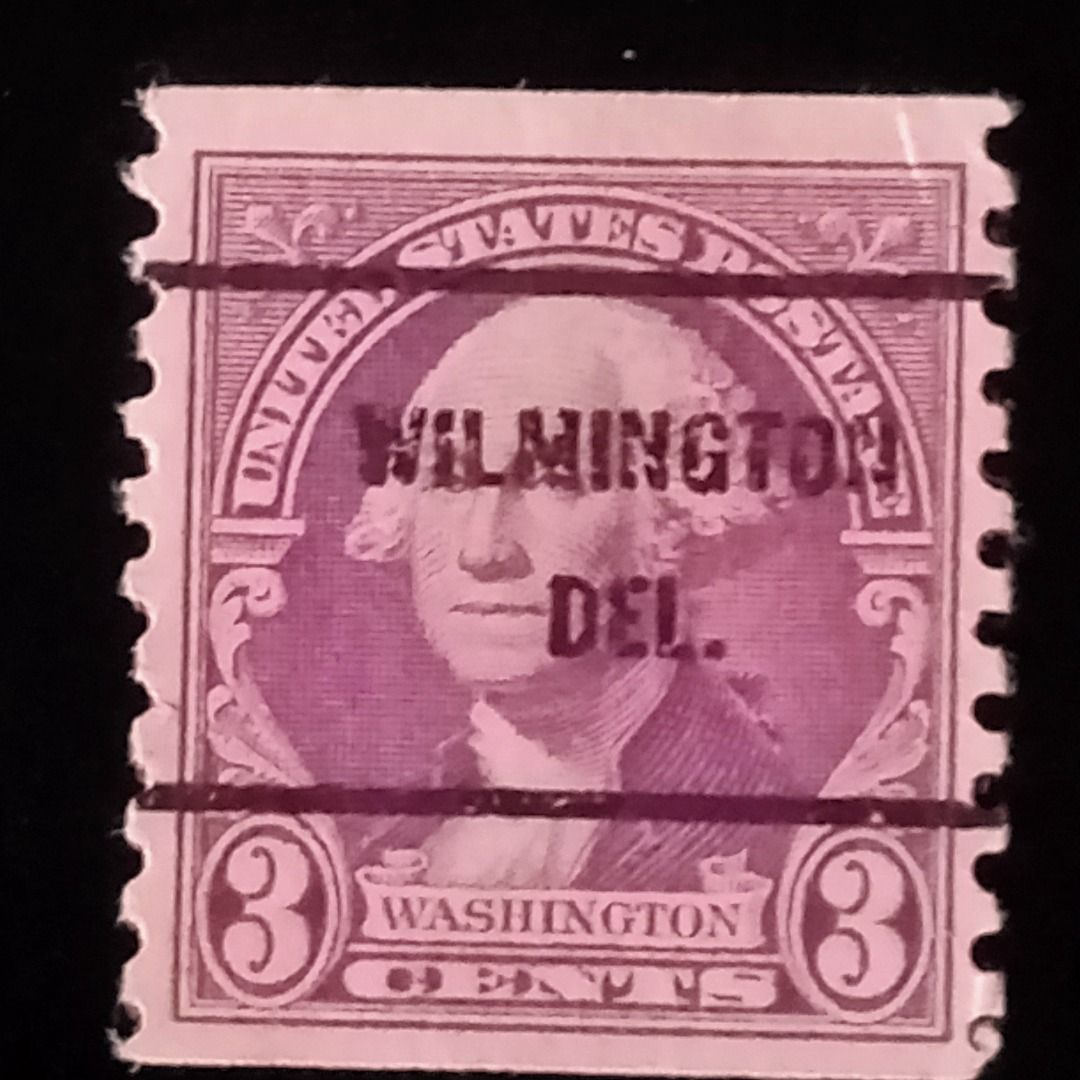 UNITED STATES POSTAGE
WILMINGTON
DEL.
3 WASHINGTON 3
CENTS